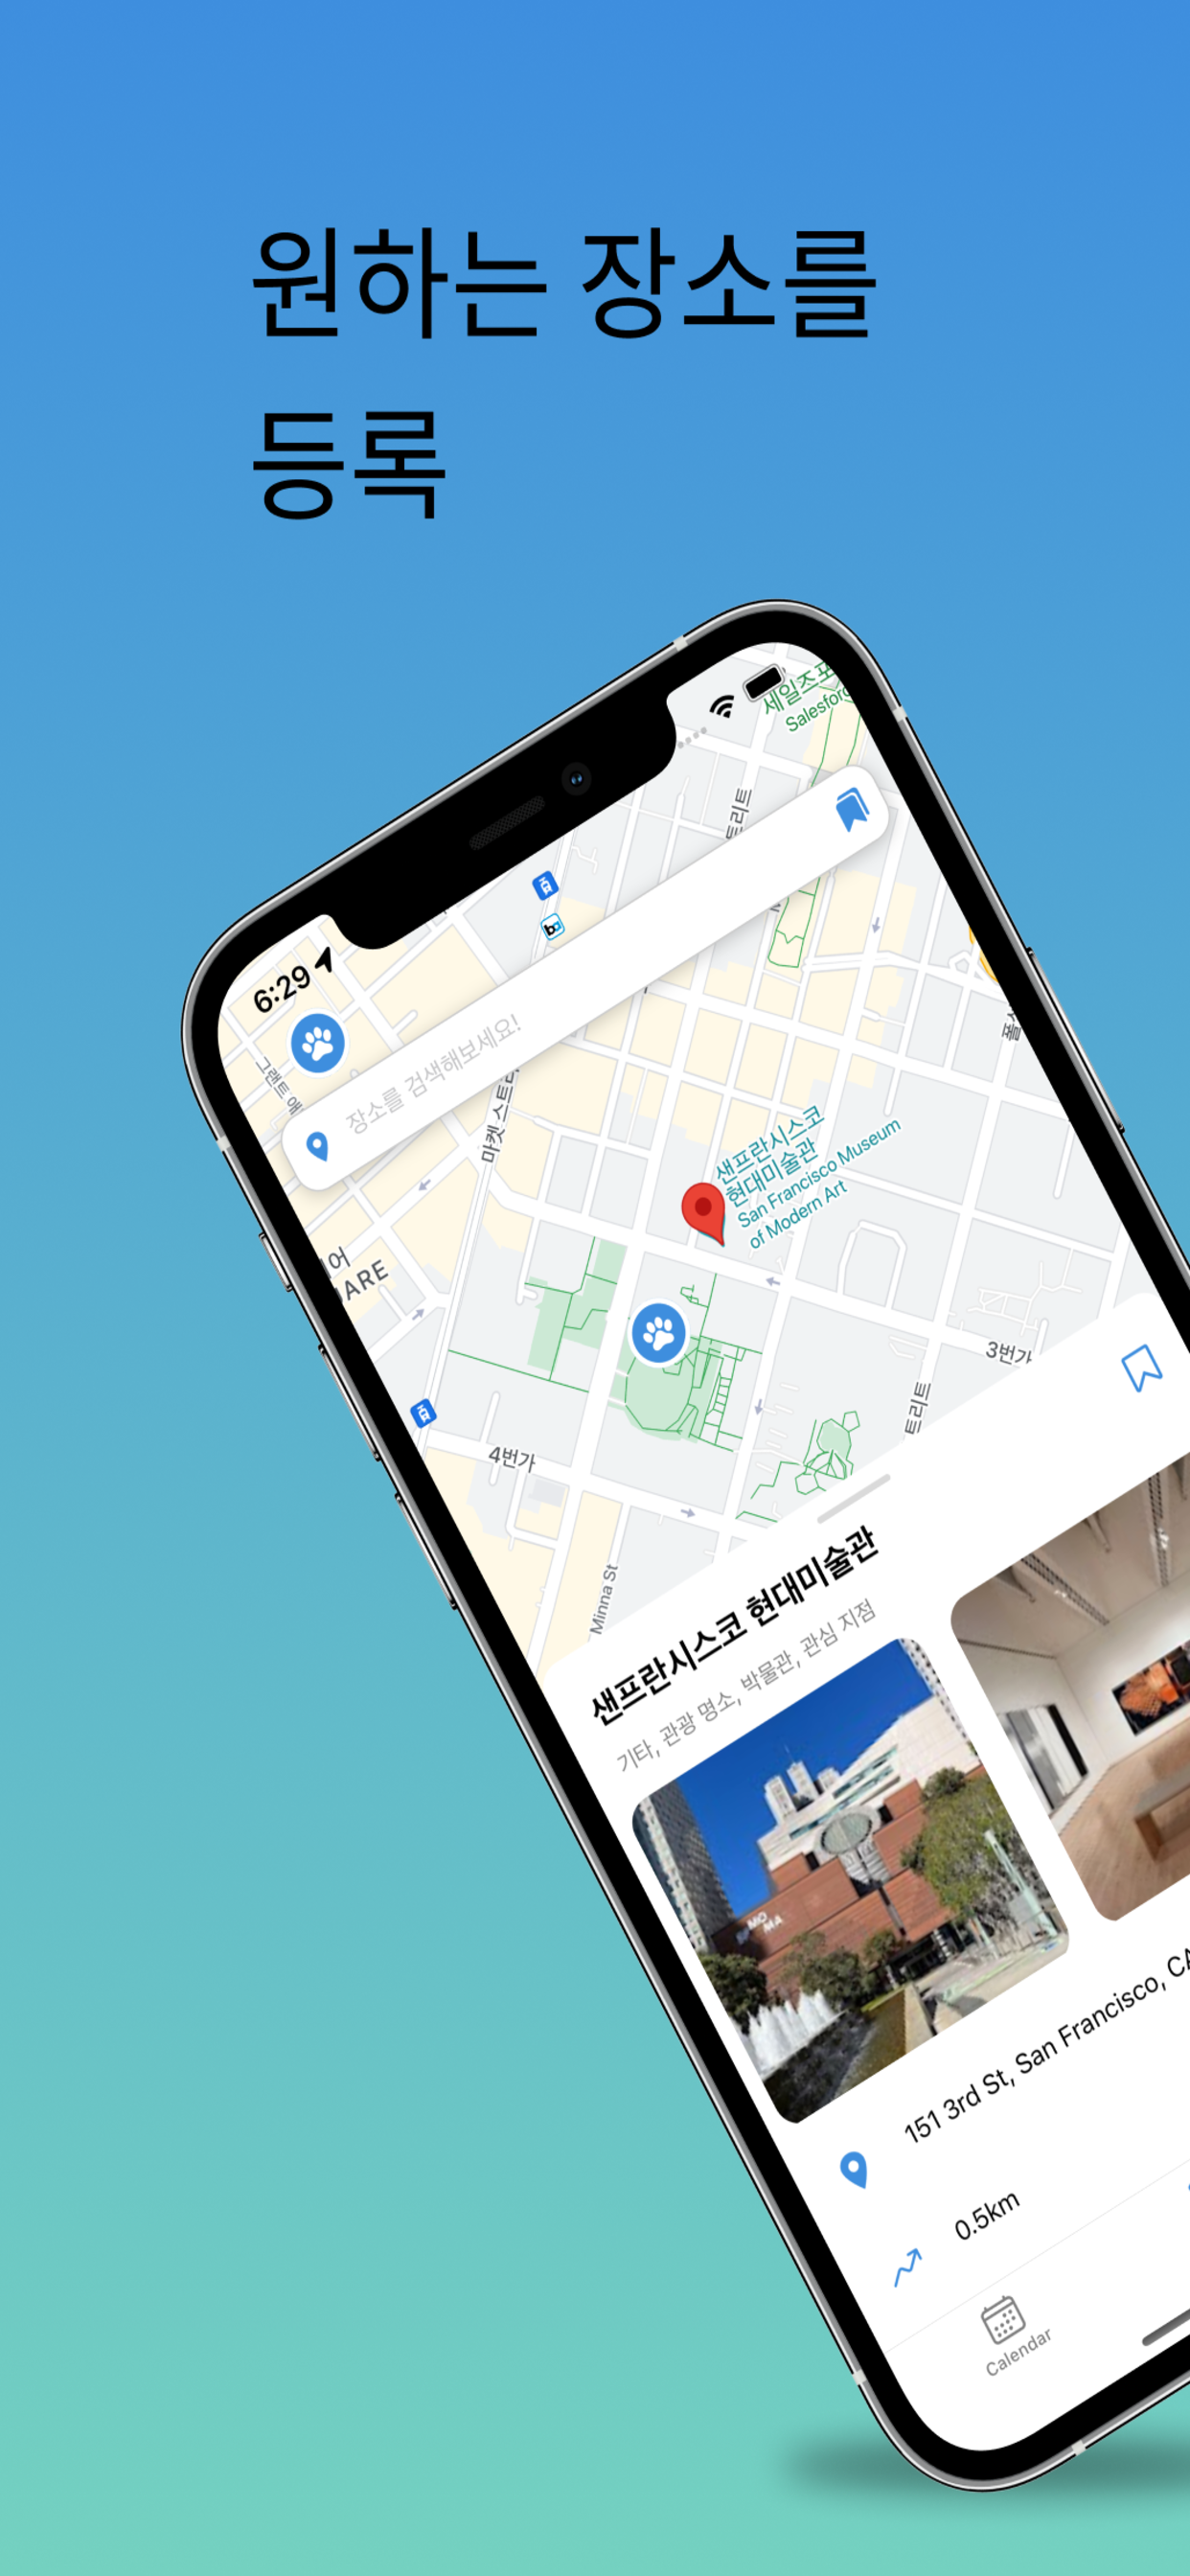 원하는 장소를
등록
6:29
세일즈포
Salesforc
트리트
장소를 검색해보세요!
그랜트 애
마켓 스트리
폴스
샌프란시스코
현대미술관
San Francisco Museum
of Modern Art
어
ARE
3번가
트리트
4번가
Minna St
샌프란시스코 현대미술관
기타, 관광 명소, 박물관, 관심 지점
MO
MA
151 3rd St, San Francisco, CA
0.5km
Calendar